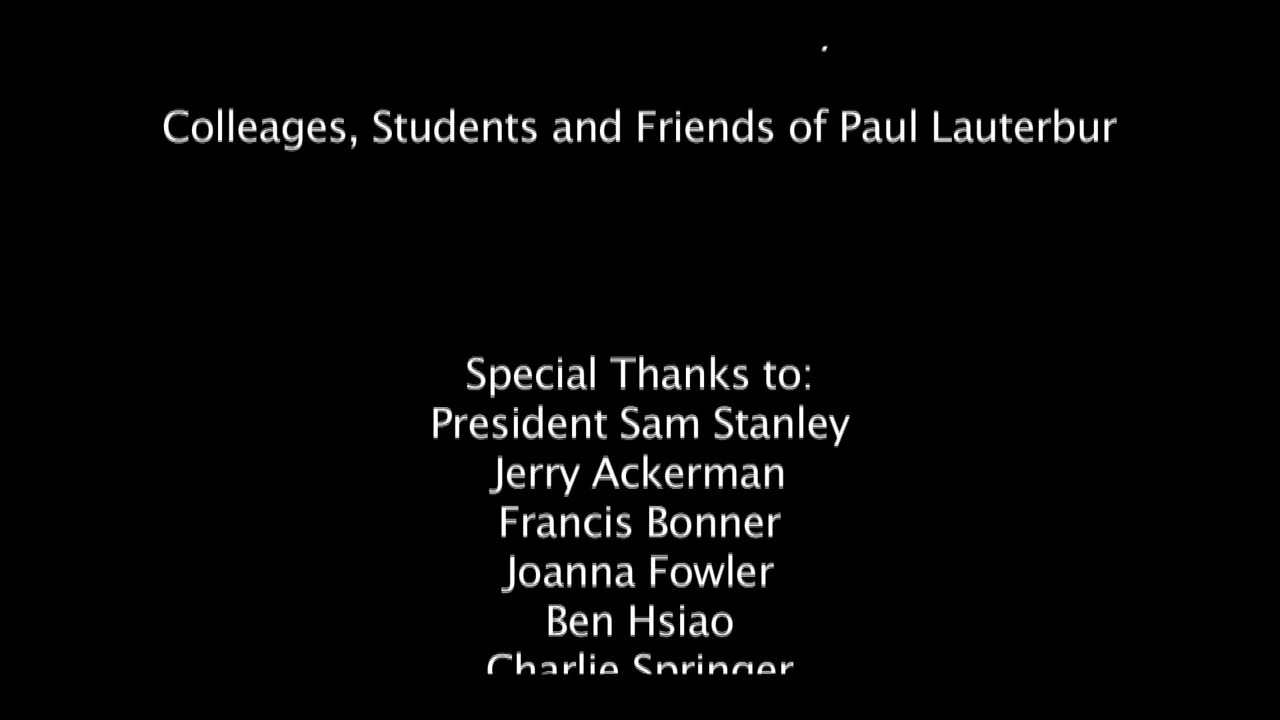 Colleages, Students and Friends of Paul Lauterbur
Special Thanks to:
President Sam Stanley
Jerry Ackerman
Francis Bonner
Joanna Fowler
Ben Hsiao
Charlie Springer